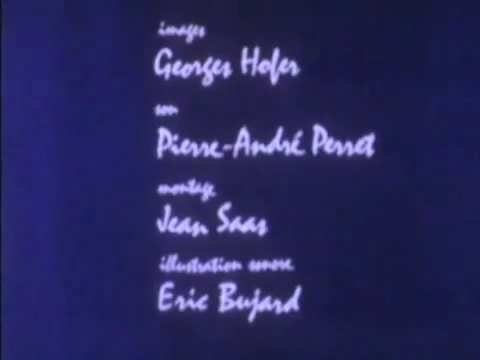 images
Georges Hofer
son
Pierre-André Perret
montage
Jean Saas
illustration sonore
Eric Bujard